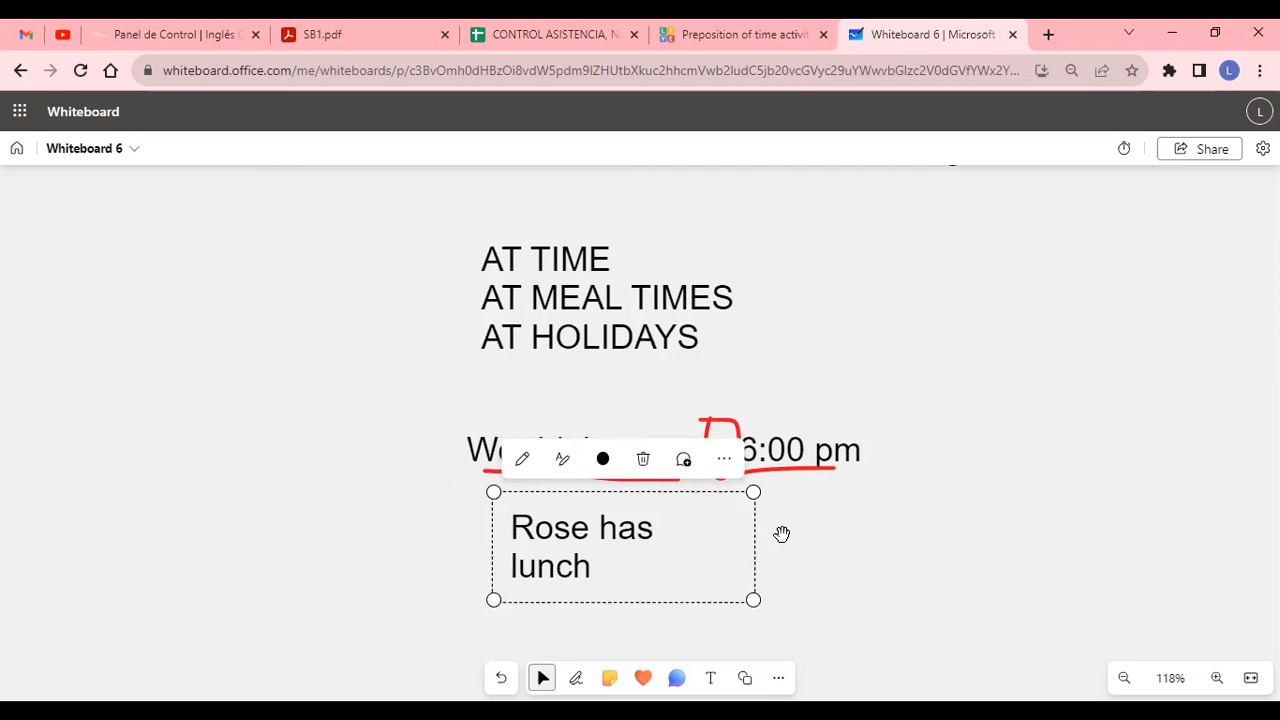 Panel de Control | Inglés
SB1.pdf
CONTROL ASISTENCIA,
Preposition of time activit
Whiteboard 6 | Microsoft
L
Whiteboard
L
Whiteboard 6
Share
AT TIME
AT MEAL TIMES
AT HOLIDAYS
6:00 pm
Rose has
lunch
T
118%